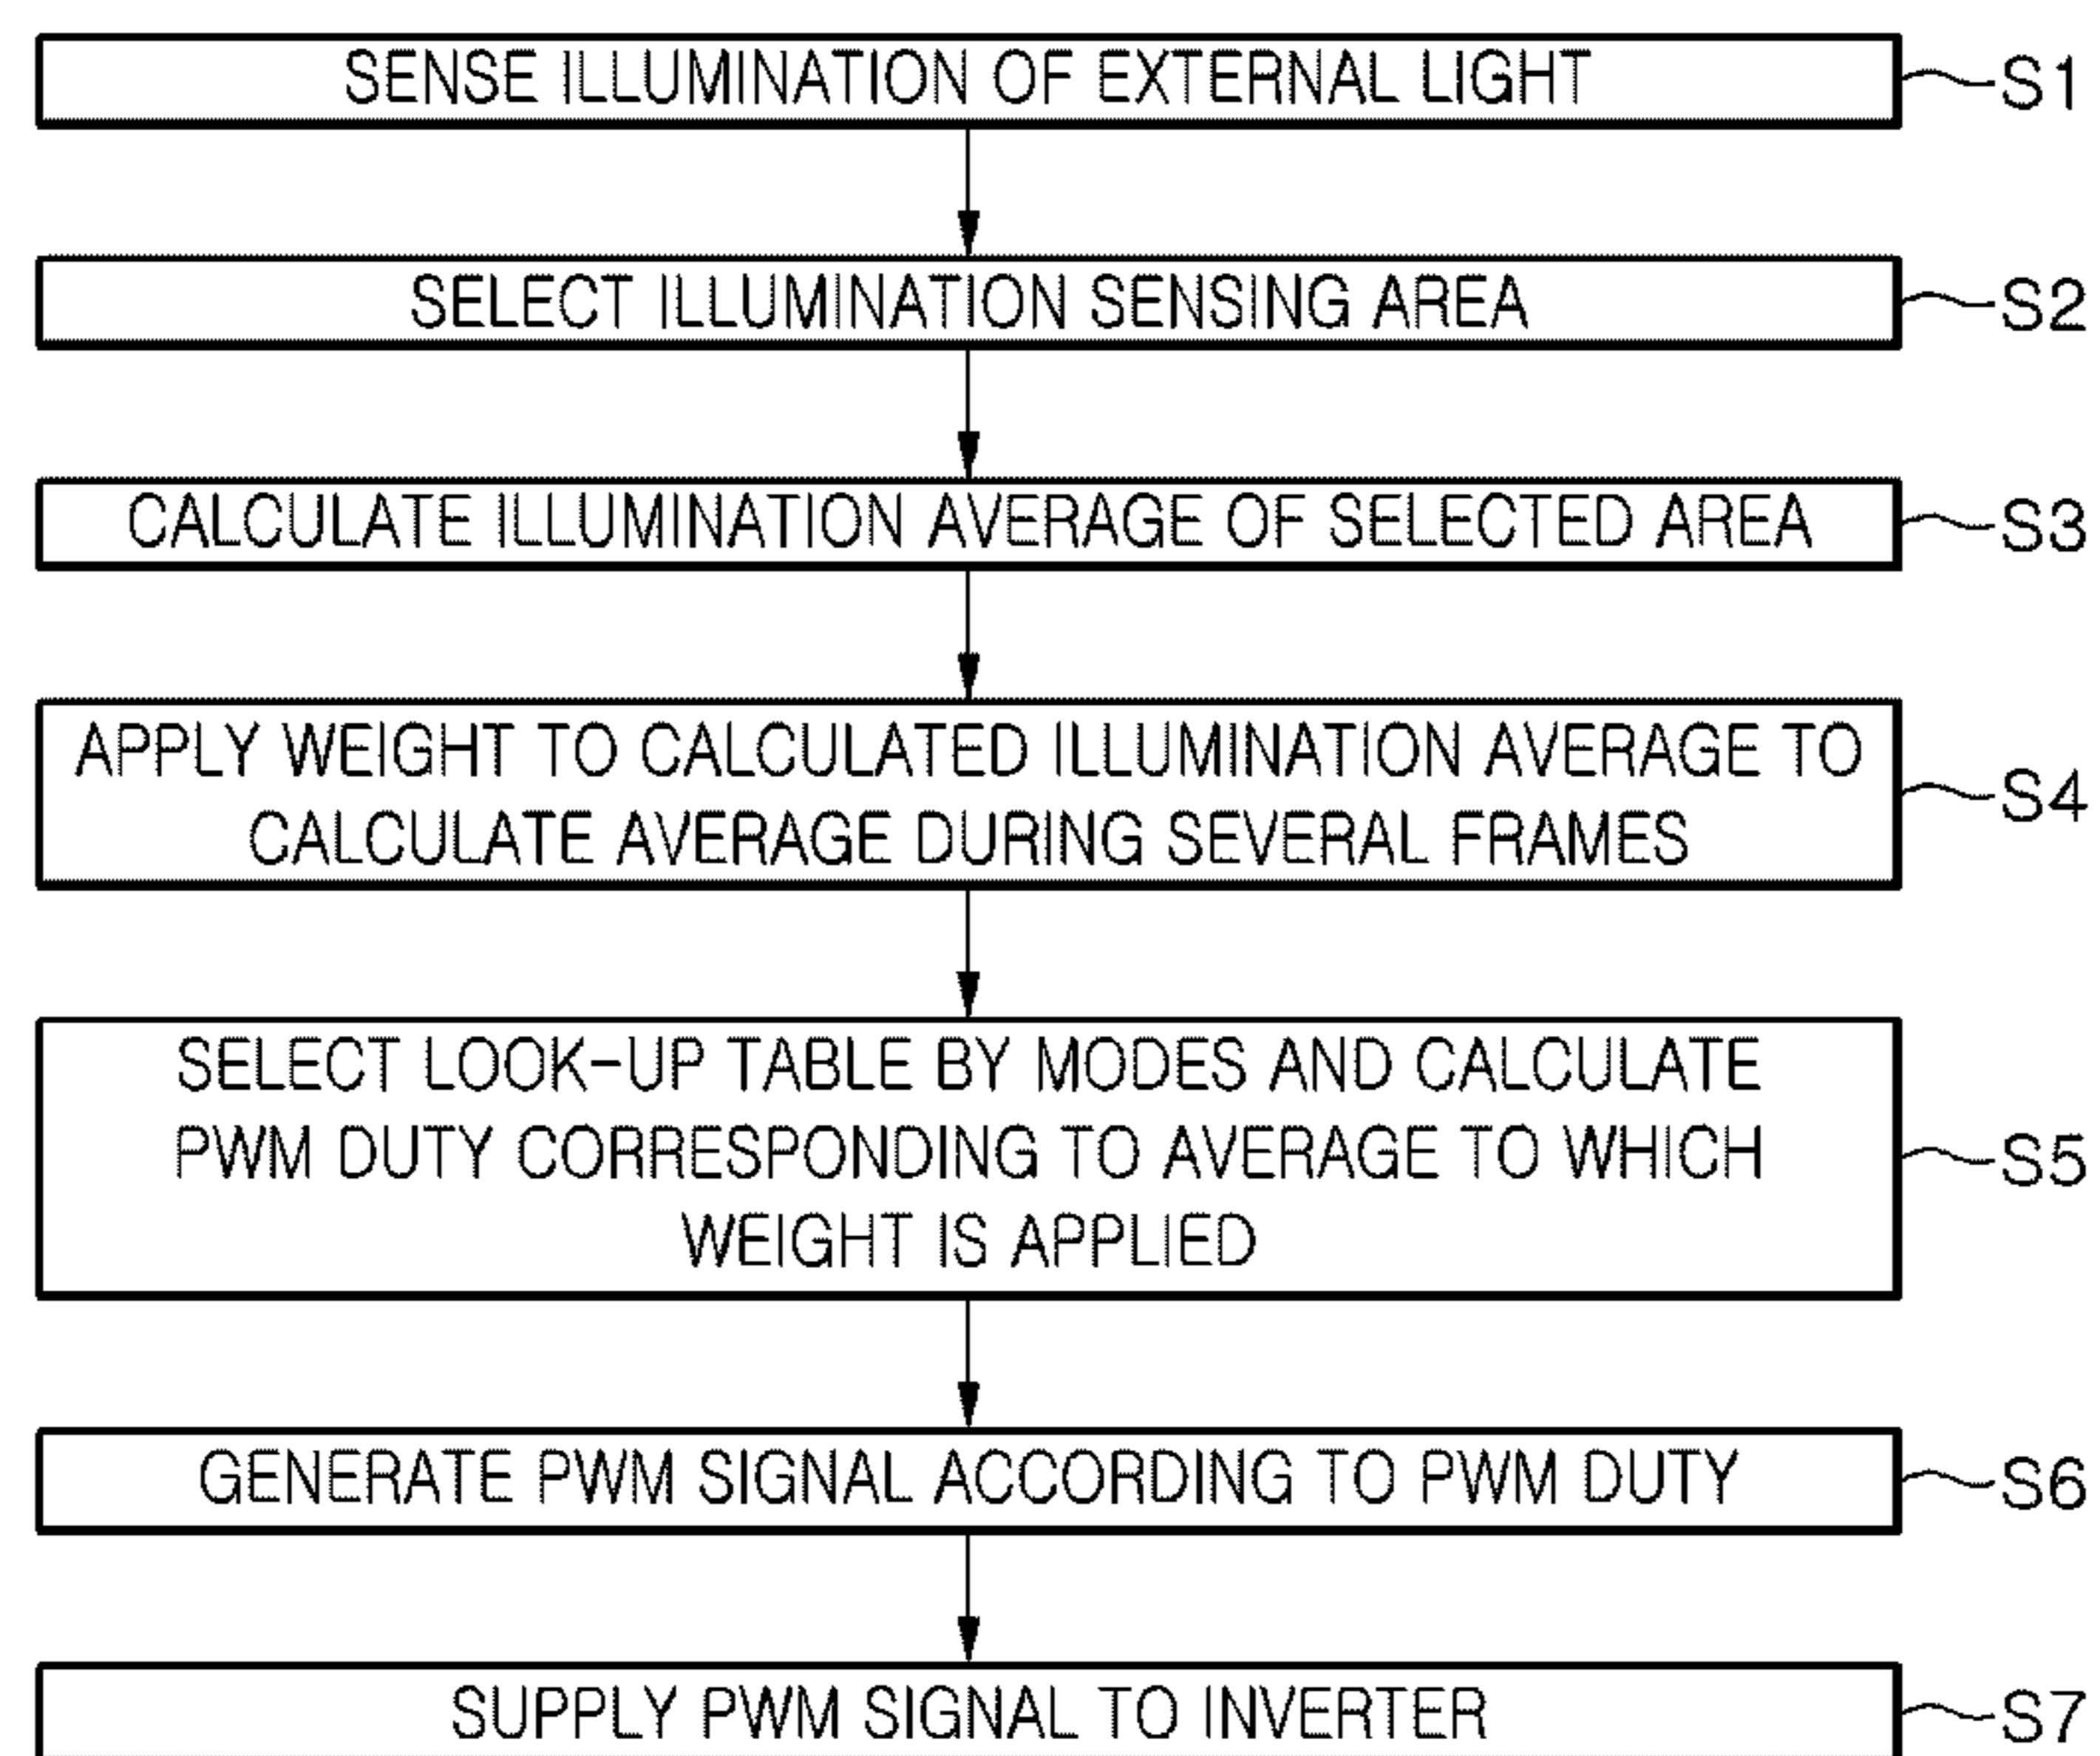 SENSE ILLUMINATION OF EXTERNAL LIGHT
S1
SELECT ILLUMINATION SENSING AREA
S2
CALCULATE ILLUMINATION AVERAGE OF SELECTED AREA
S3
APPLY WEIGHT TO CALCULATED ILLUMINATION AVERAGE TO
CALCULATE AVERAGE DURING SEVERAL FRAMES
S4
SELECT LOOK-UP TABLE BY MODES AND CALCULATE
PWM DUTY CORRESPONDING TO AVERAGE TO WHICH
WEIGHT IS APPLIED
S5
GENERATE PWM SIGNAL ACCORDING TO PWM DUTY
S6
SUPPLY PWM SIGNAL TO INVERTER
S7